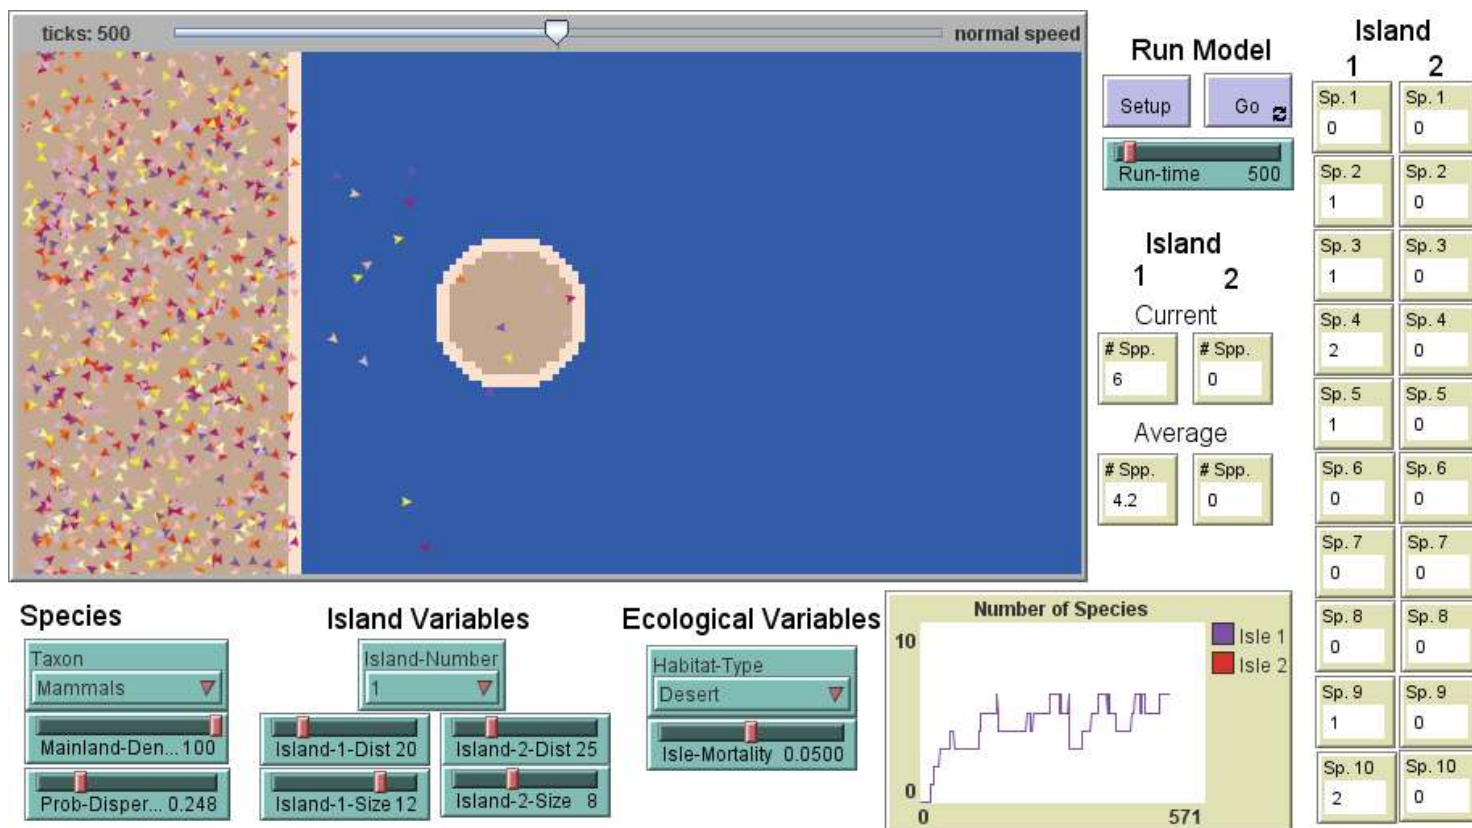 ticks: 500
normal speed
Run Model
Setup
Go
Run-time 500
Island
1 2
Current
# Spp. # Spp.
6 0
Average
# Spp. # Spp.
4.2 0
Island
1 2
Sp. 1 Sp. 1
0 0
Sp. 2 Sp. 2
1 0
Sp. 3 Sp. 3
1 0
Sp. 4 Sp. 4
2 0
Sp. 5 Sp. 5
1 0
Sp. 6 Sp. 6
0 0
Sp. 7 Sp. 7
0 0
Sp. 8 Sp. 8
0 0
Sp. 9 Sp. 9
1 0
Sp. 10 Sp. 10
2 0
Species
Taxon
Mammals
Mainland-Den... 100
Prob-Disper... 0.248
Island Variables
Island-Number
1
Island-1-Dist 20
Island-2-Dist 25
Island-1-Size 12
Island-2-Size 8
Ecological Variables
Habitat-Type
Desert
Isle-Mortality 0.0500
Number of Species
10
0
0
571
Isle 1
Isle 2